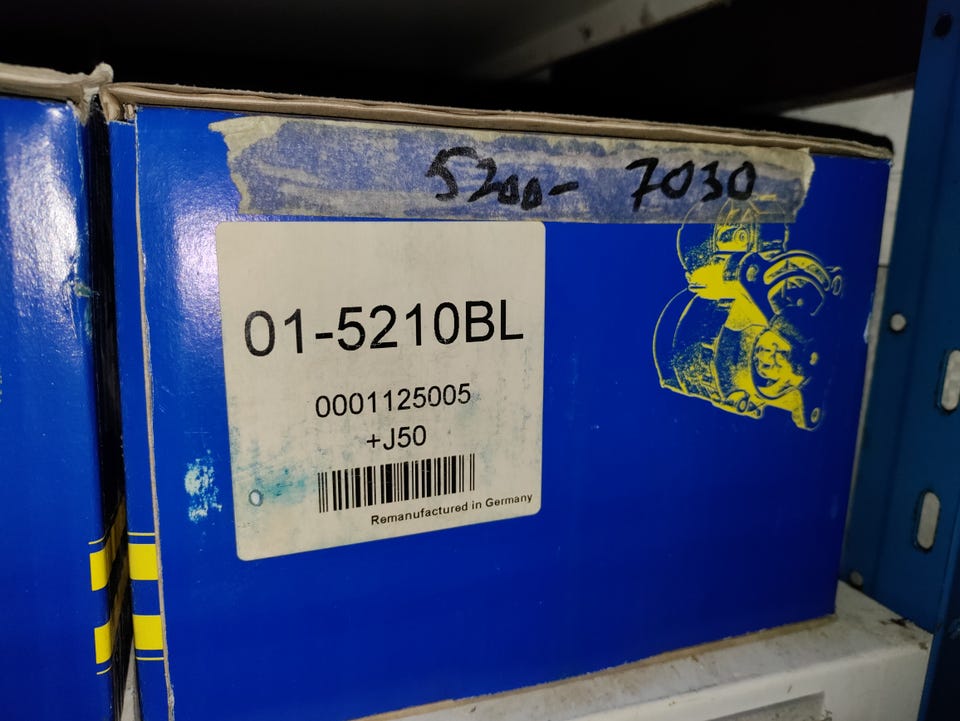 5200- 7030
01-5210BL
0001125005
+J50
Remanufactured in Germany